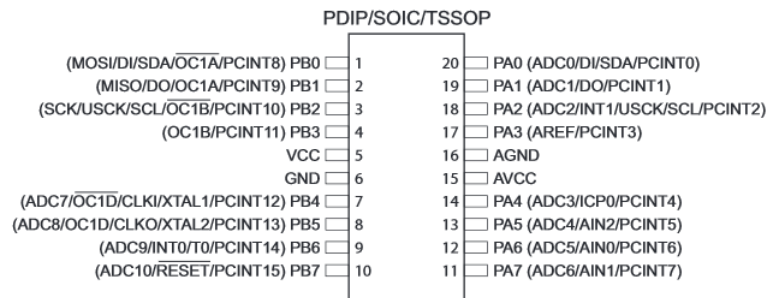 PDIP/SOIC/TSSOP
(MOSI/DI/SDA/OC1A/PCINT8) PB0 1 20 PA0 (ADC0/DI/SDA/PCINT0)
(MISO/DO/OC1A/PCINT9) PB1 2 19 PA1 (ADC1/DO/PCINT1)
(SCK/USCK/SCL/OC1B/PCINT10) PB2 3 18 PA2 (ADC2/INT1/USCK/SCL/PCINT2)
(OC1B/PCINT11) PB3 4 17 PA3 (AREF/PCINT3)
VCC 5 16 AGND
GND 6 15 AVCC
(ADC7/OC1D/CLKI/XTAL1/PCINT12) PB4 7 14 PA4 (ADC3/ICP0/PCINT4)
(ADC8/OC1D/CLKO/XTAL2/PCINT13) PB5 8 13 PA5 (ADC4/AIN2/PCINT5)
(ADC9/INT0/T0/PCINT14) PB6 9 12 PA6 (ADC5/AIN0/PCINT6)
(ADC10/RESET/PCINT15) PB7 10 11 PA7 (ADC6/AIN1/PCINT7)